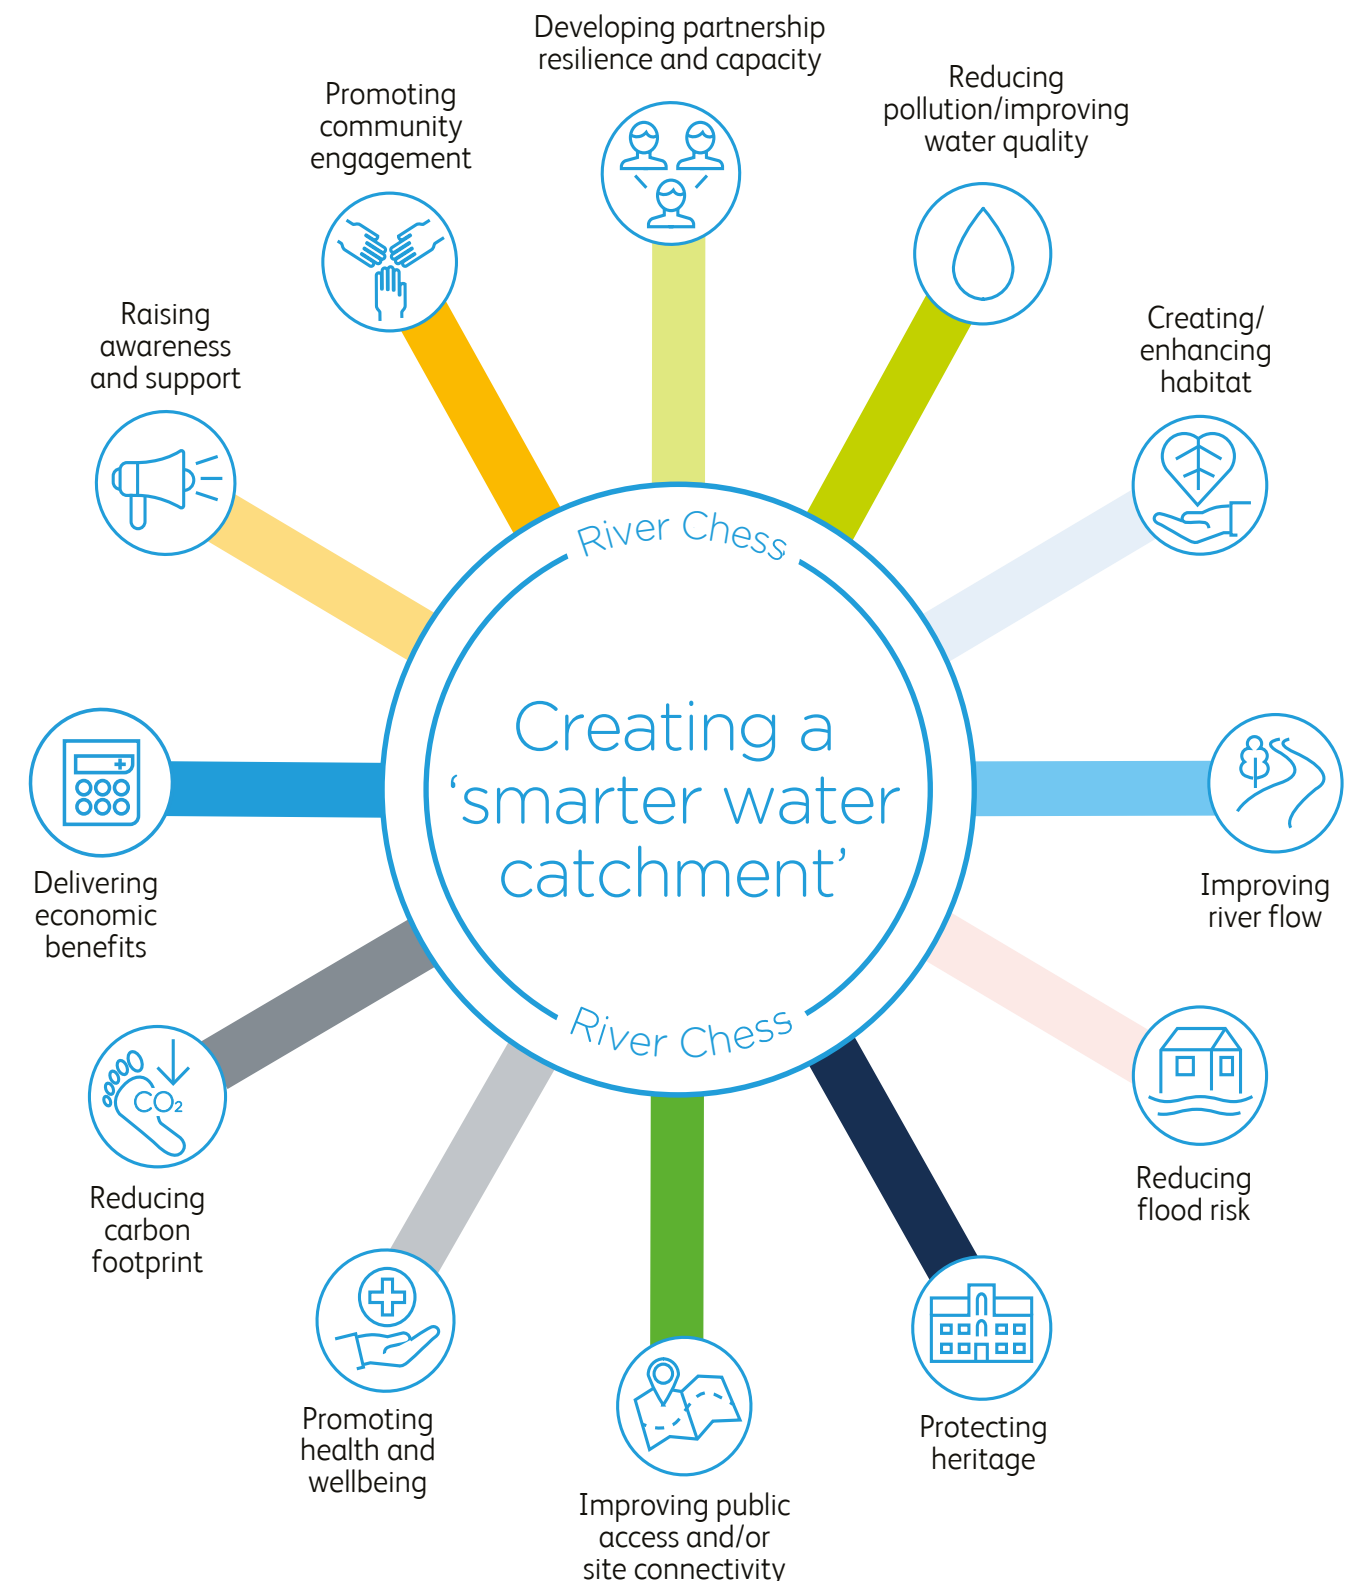 Developing partnership
resilience and capacity
Reducing
pollution/improving
water quality
Creating/
enhancing
habitat
Improving
river flow
Reducing
flood risk
Protecting
heritage
Improving public
access and/or
site connectivity
Promoting
health and
wellbeing
Reducing
carbon
footprint
CO₂
Delivering
economic
benefits
Raising
awareness
and support
Promoting
community
engagement
River Chess
Creating a
‘smarter water
catchment’
River Chess